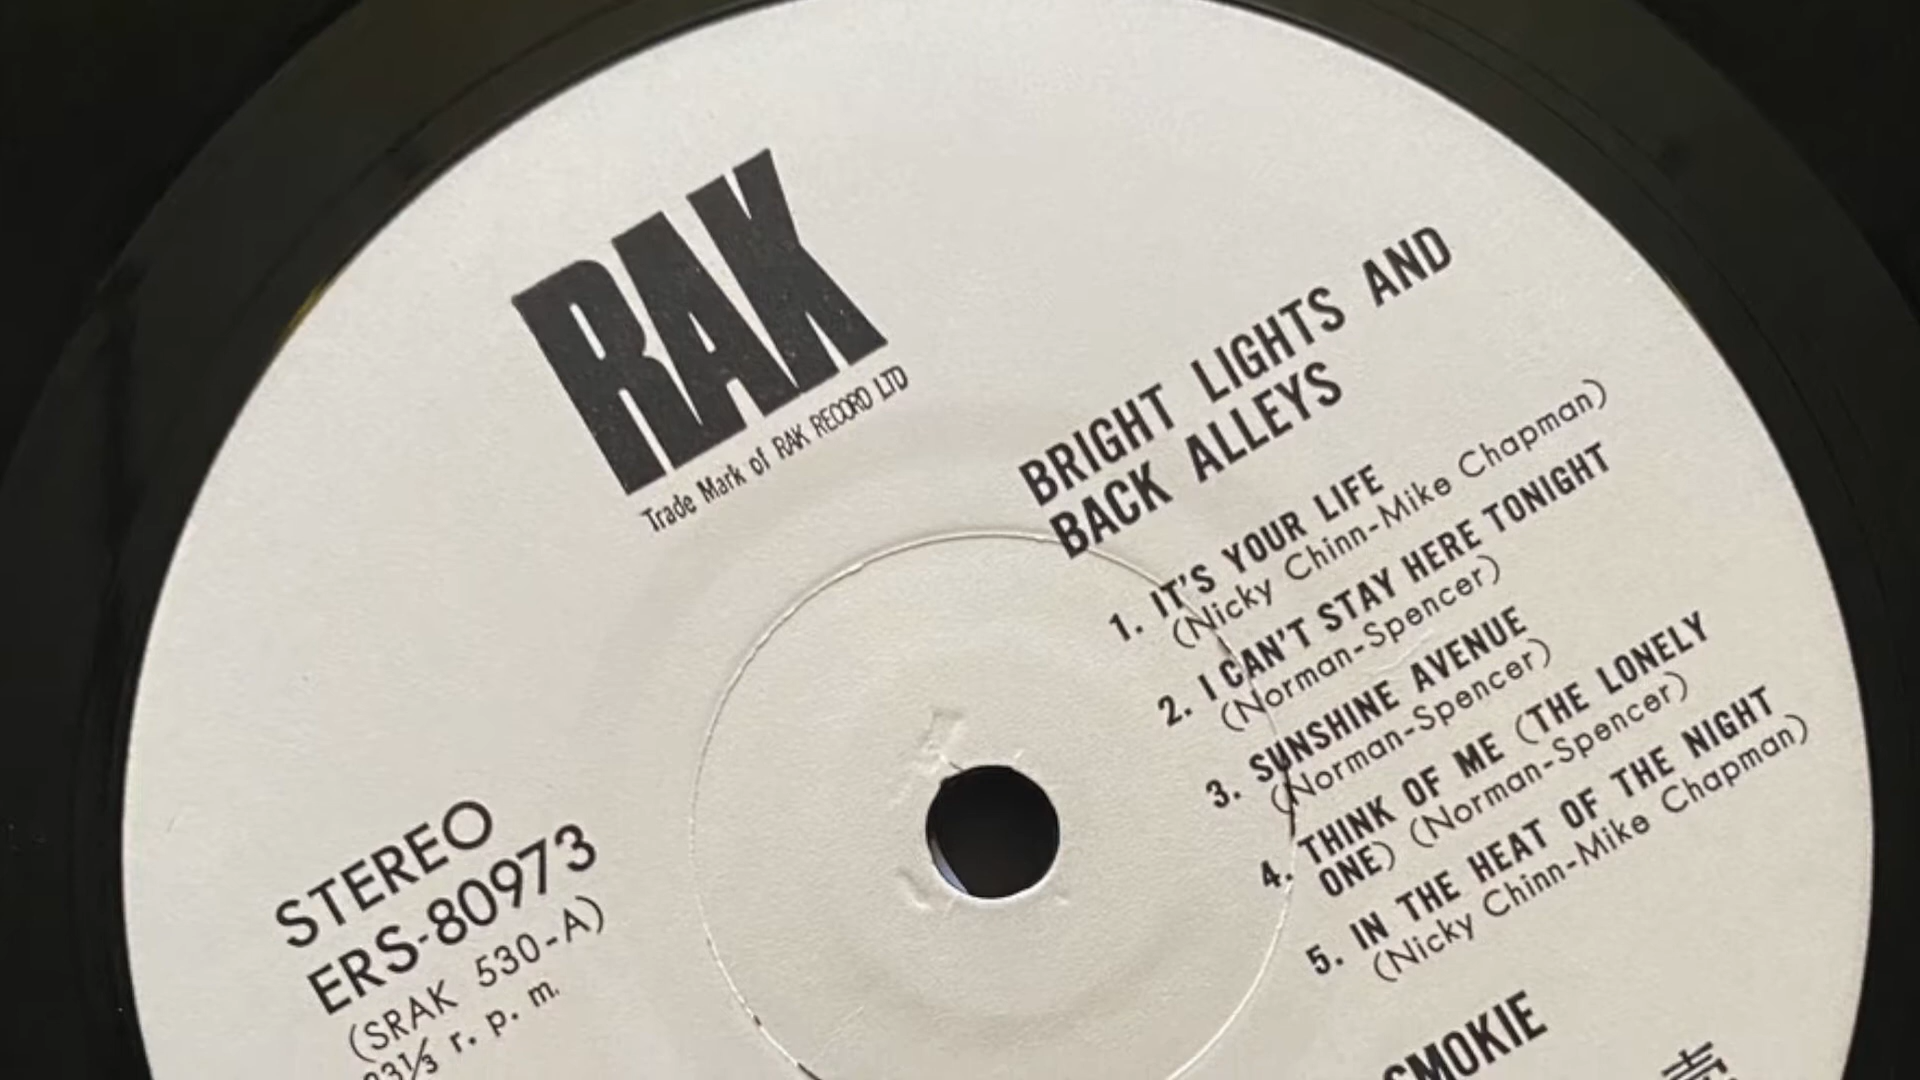 RAK
Trade Mark of RAK RECORD LTD
BRIGHT LIGHTS AND
BACK ALLEYS
1. IT'S YOUR LIFE
(Nicky Chinn-Mike Chapman)
2. I CAN'T STAY HERE TONIGHT
(Norman-Spencer)
3. SUNSHINE AVENUE
(Norman-Spencer)
4. THINK OF ME (THE LONELY
ONE) (Norman-Spencer)
5. IN THE HEAT OF THE NIGHT
(Nicky Chinn-Mike Chapman)
SMOKIE
STEREO
ERS-80973
(SRAK 530-A)
33⅓ r. p. m.